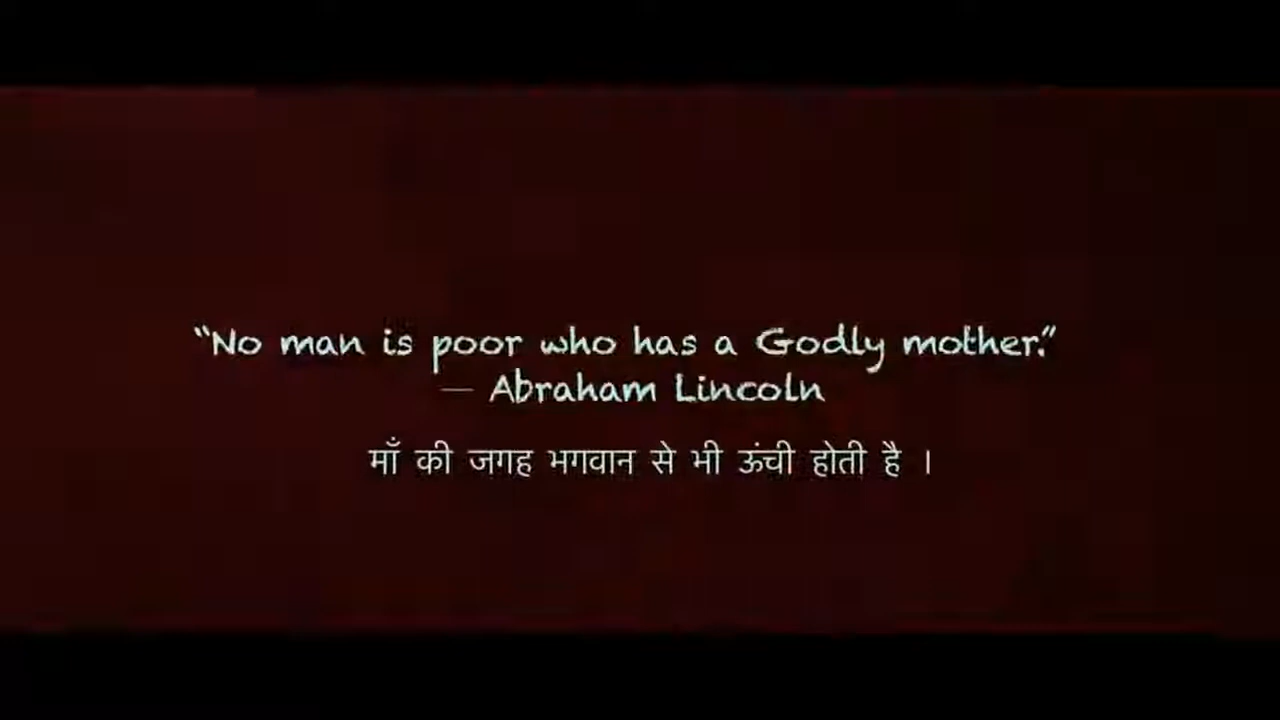 “No man is poor who has a Godly mother.”
— Abraham Lincoln
माँ की जगह भगवान से भी ऊंची होती है ।